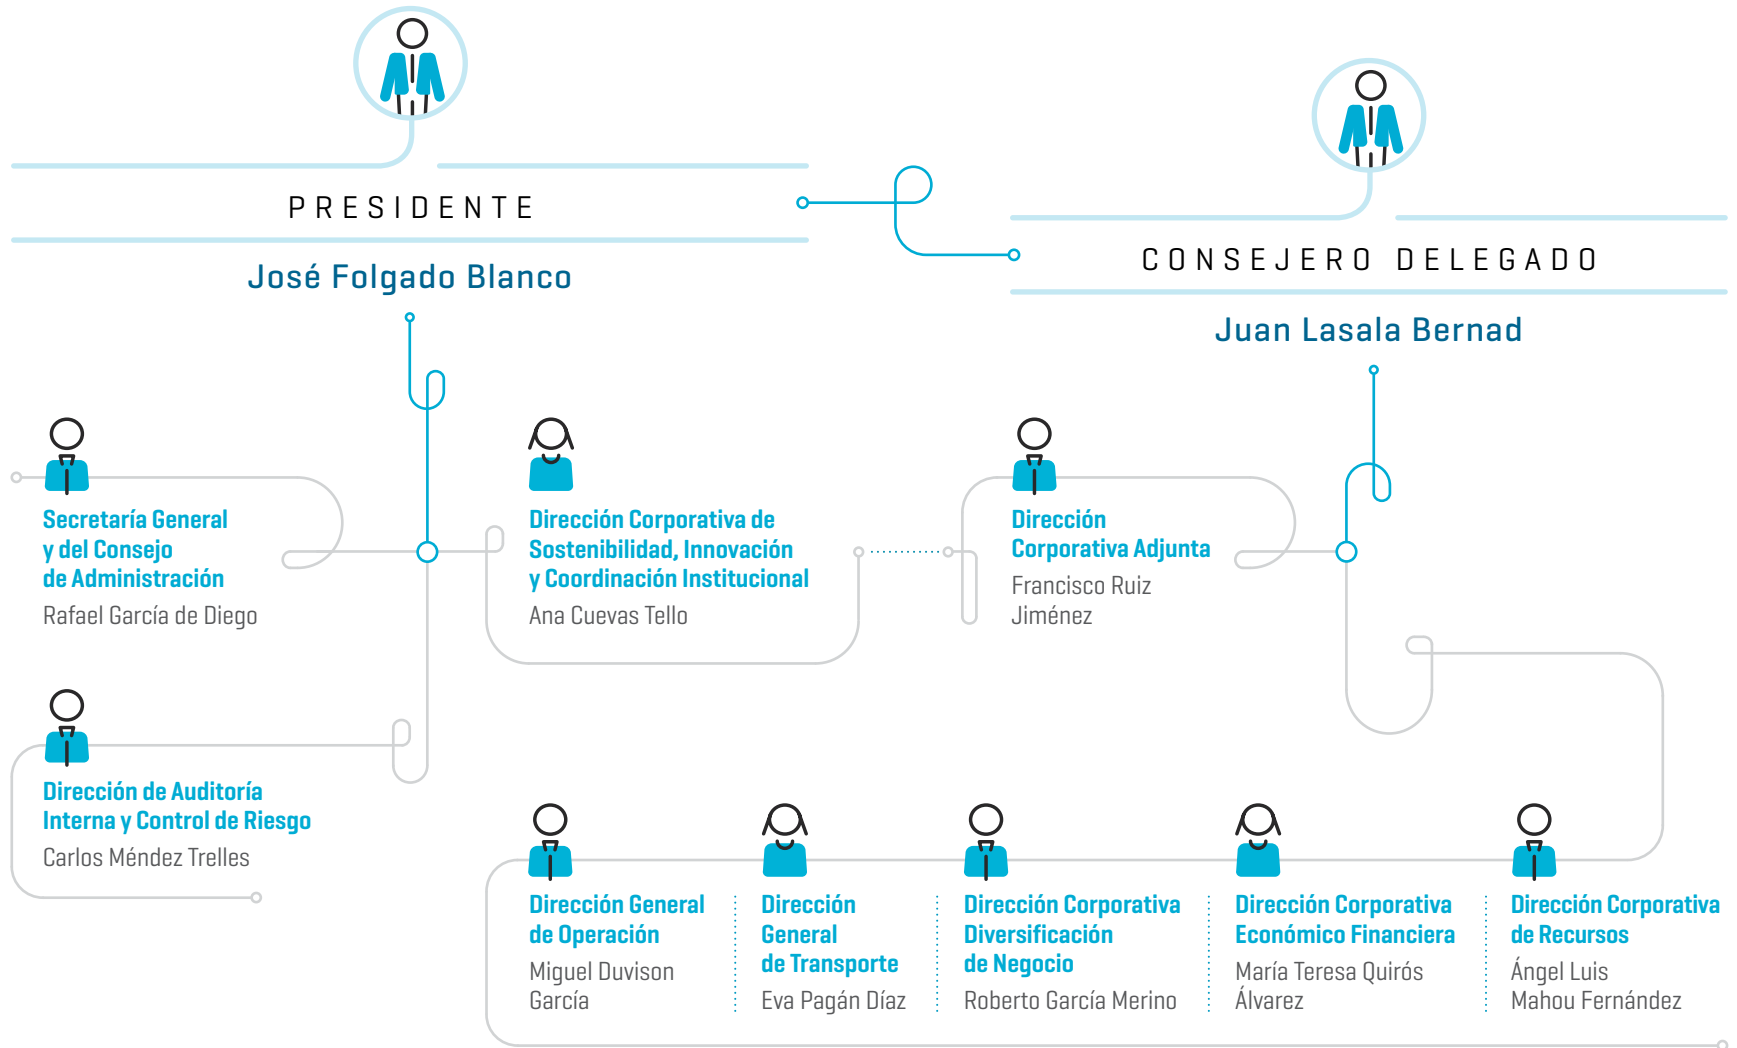 PRESIDENTE
José Folgado Blanco
CONSEJERO DELEGADO
Juan Lasala Bernad
Secretaría General
y del Consejo
de Administración
Rafael García de Diego
Dirección Corporativa de
Sostenibilidad, Innovación
y Coordinación Institucional
Ana Cuevas Tello
Dirección
Corporativa Adjunta
Francisco Ruiz
Jiménez
Dirección de Auditoría
Interna y Control de Riesgo
Carlos Méndez Trelles
Dirección General
de Operación
Miguel Duvison
García
Dirección
General
de Transporte
Eva Pagán Díaz
Dirección Corporativa
Diversificación
de Negocio
Roberto García Merino
Dirección Corporativa
Económico Financiera
María Teresa Quirós
Álvarez
Dirección Corporativa
de Recursos
Ángel Luis
Mahou Fernández